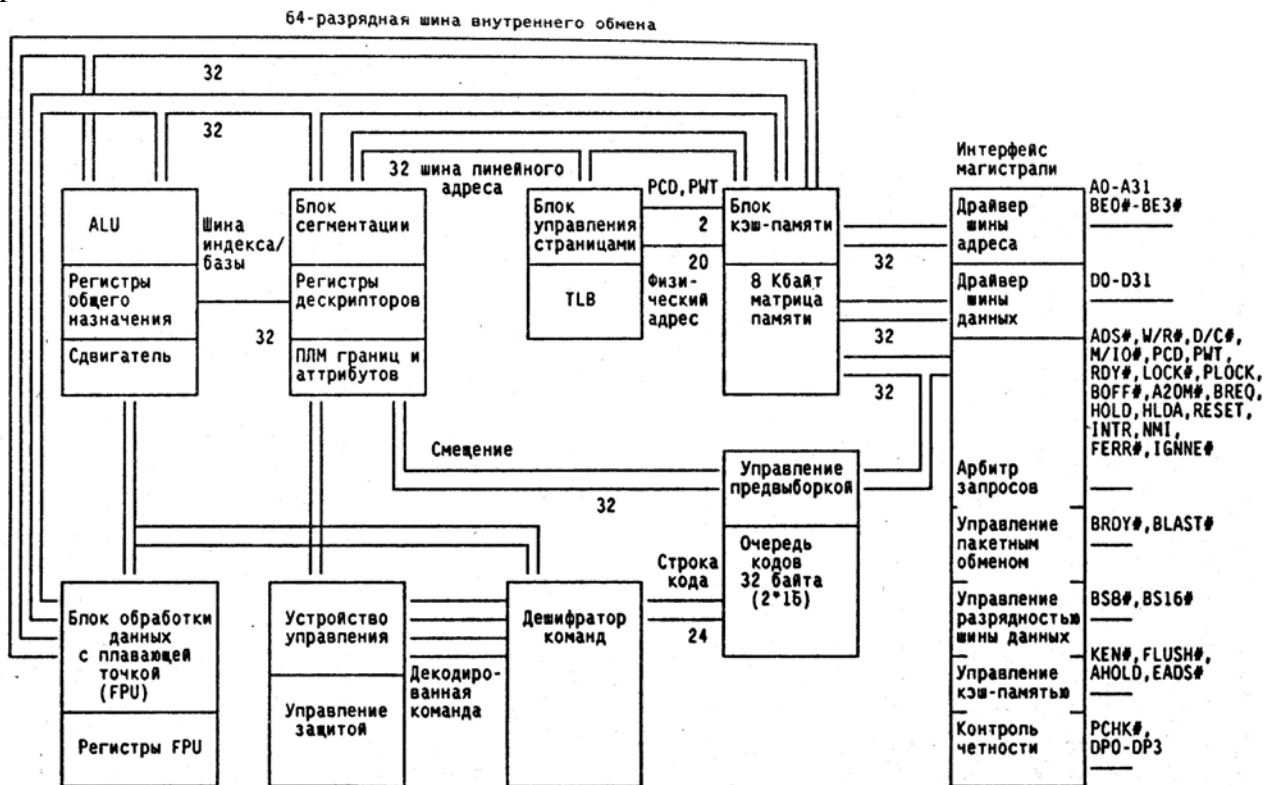 64-разрядная шина внутреннего обмена
32
32
32 шина линейного
адреса
ALU
Регистры
общего
назначения
Сдвигатель
Шина
индекса/
базы
32
Блок
сегментации
Регистры
дескрипторов
ПЛМ границ и
аттрибутов
Блок
управления
страницами
TLB
PCD,PWT
2
20
Физи-
ческий
адрес
Блок
кэш-памяти
8 Кбайт
матрица
памяти
32
32
32
Интерфейс
магистрали
Драйвер
шины
адреса
A0-A31
BE0#-BE3#
Драйвер
шины
данных
D0-D31
ADS#,W/R#,D/C#,
M/IO#,PCD,PWT,
RDY#,LOCK#,PLOCK,
BOFF#,A20M#,BREQ,
HOLD,HLDA,RESET,
INTR,NMI,
FERR#,IGNNE#
Арбитр
запросов
Управление
пакетным
обменом
BRDY#,BLAST#
Управление
разрядностью
шины данных
BS8#,BS16#
Управление
кэш-памятью
KEN#,FLUSH#,
AHOLD,EADS#
Контроль
четности
PCHK#,
DP0-DP3
Смещение
32
Управление
предвыборкой
Очередь
кодов
32 байта
(2*16)
Строка
кода
24
Блок обработки
данных
с плавающей
точкой
(FPU)
Регистры FPU
Устройство
управления
Управление
защитой
Декодиро-
ванная
команда
Дешифратор
команд